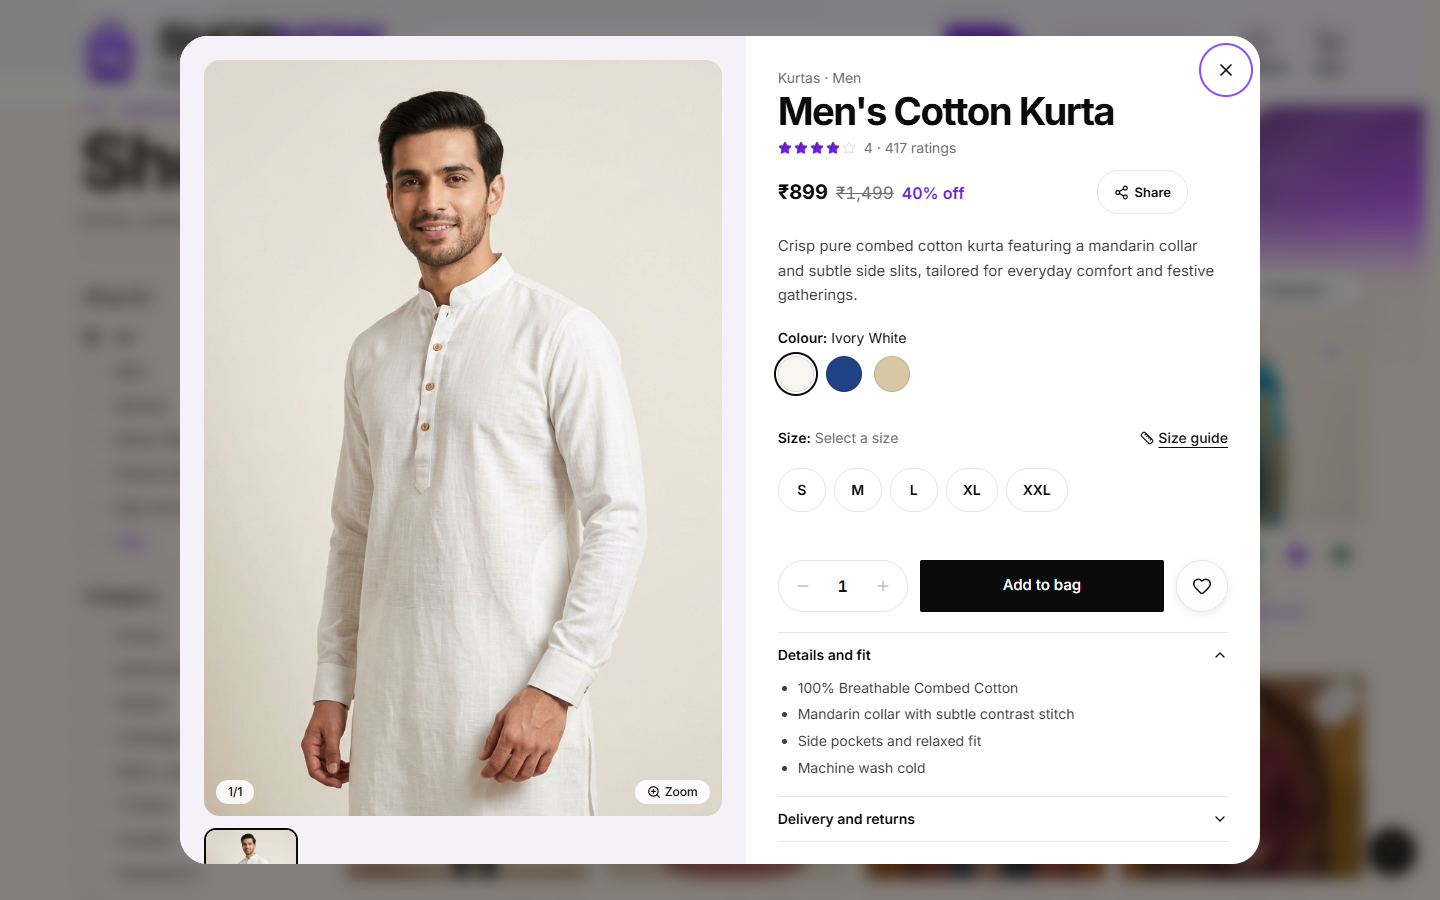 Kurtas · Men
Men's Cotton Kurta
4 · 417 ratings
₹899 ₹1,499 40% off
Share
Crisp pure combed cotton kurta featuring a mandarin collar
and subtle side slits, tailored for everyday comfort and festive
gatherings.
Colour: Ivory White
Size: Select a size
Size guide
S M L XL XXL
1
Add to bag
Details and fit
100% Breathable Combed Cotton
Mandarin collar with subtle contrast stitch
Side pockets and relaxed fit
Machine wash cold
Delivery and returns
1/1
Zoom